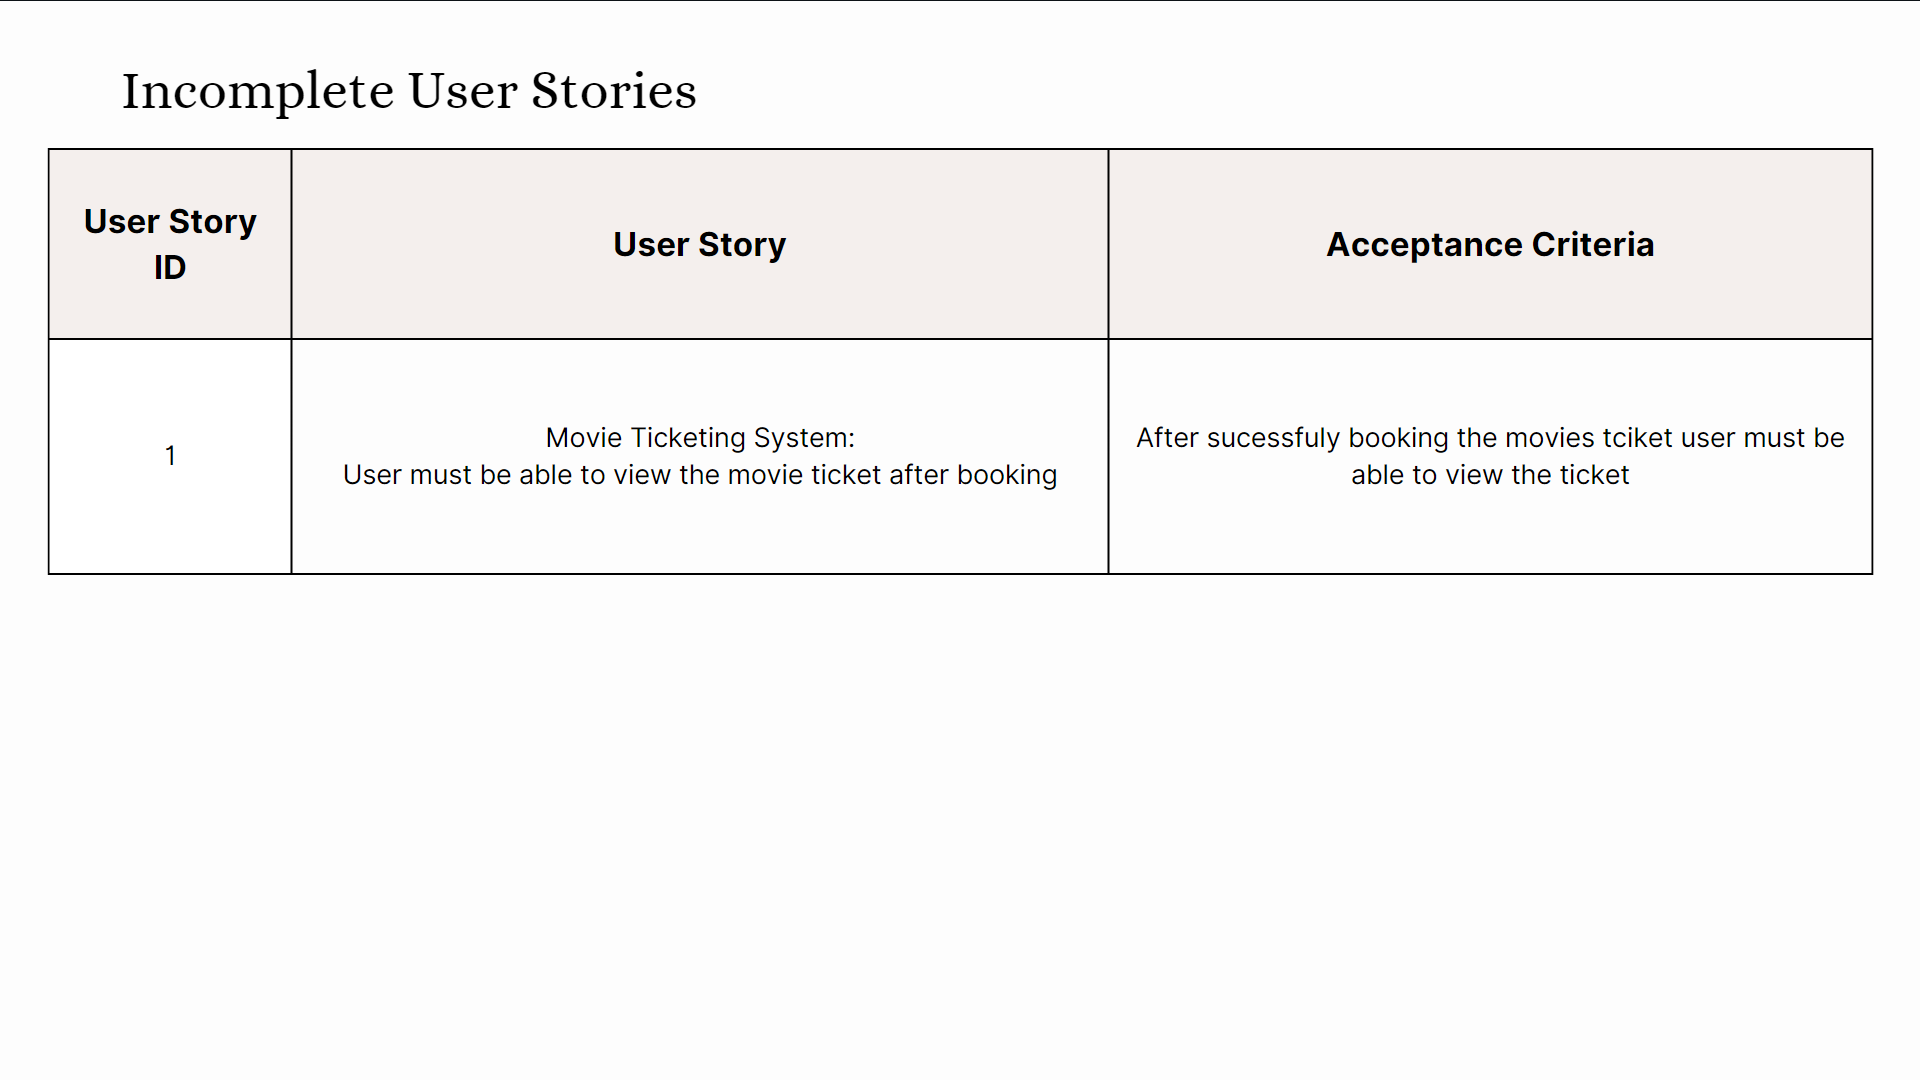 Incomplete User Stories
User Story
ID
User Story
Acceptance Criteria
1
Movie Ticketing System:
User must be able to view the movie ticket after booking
After sucessfuly booking the movies tciket user must be
able to view the ticket